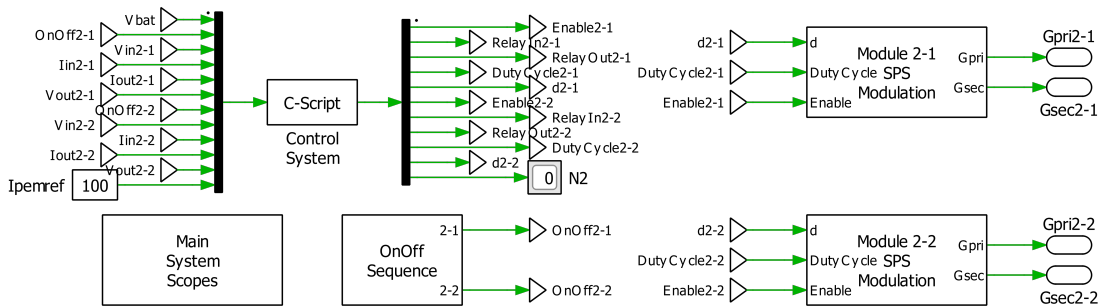 Vbat
OnOff2-1
Vin2-1
Iin2-1
Iout2-1
Vout2-1
OnOff2-2
Vin2-2
Iin2-2
Iout2-2
Vout2-2
Ipemref
100
C-Script
Control
System
Enable2-1
RelayIn2-1
RelayOut2-1
DutyCycle2-1
d2-1
Enable2-2
RelayIn2-2
RelayOut2-2
DutyCycle2-2
d2-2
0
N2
d2-1
DutyCycle2-1
Enable2-1
d
DutyCycle
Enable
Module 2-1
SPS
Modulation
Gpri
Gsec
Gpri2-1
Gsec2-1
Main
System
Scopes
OnOff
Sequence
2-1
2-2
OnOff2-1
OnOff2-2
d2-2
DutyCycle2-2
Enable2-2
d
DutyCycle
Enable
Module 2-2
SPS
Modulation
Gpri
Gsec
Gpri2-2
Gsec2-2